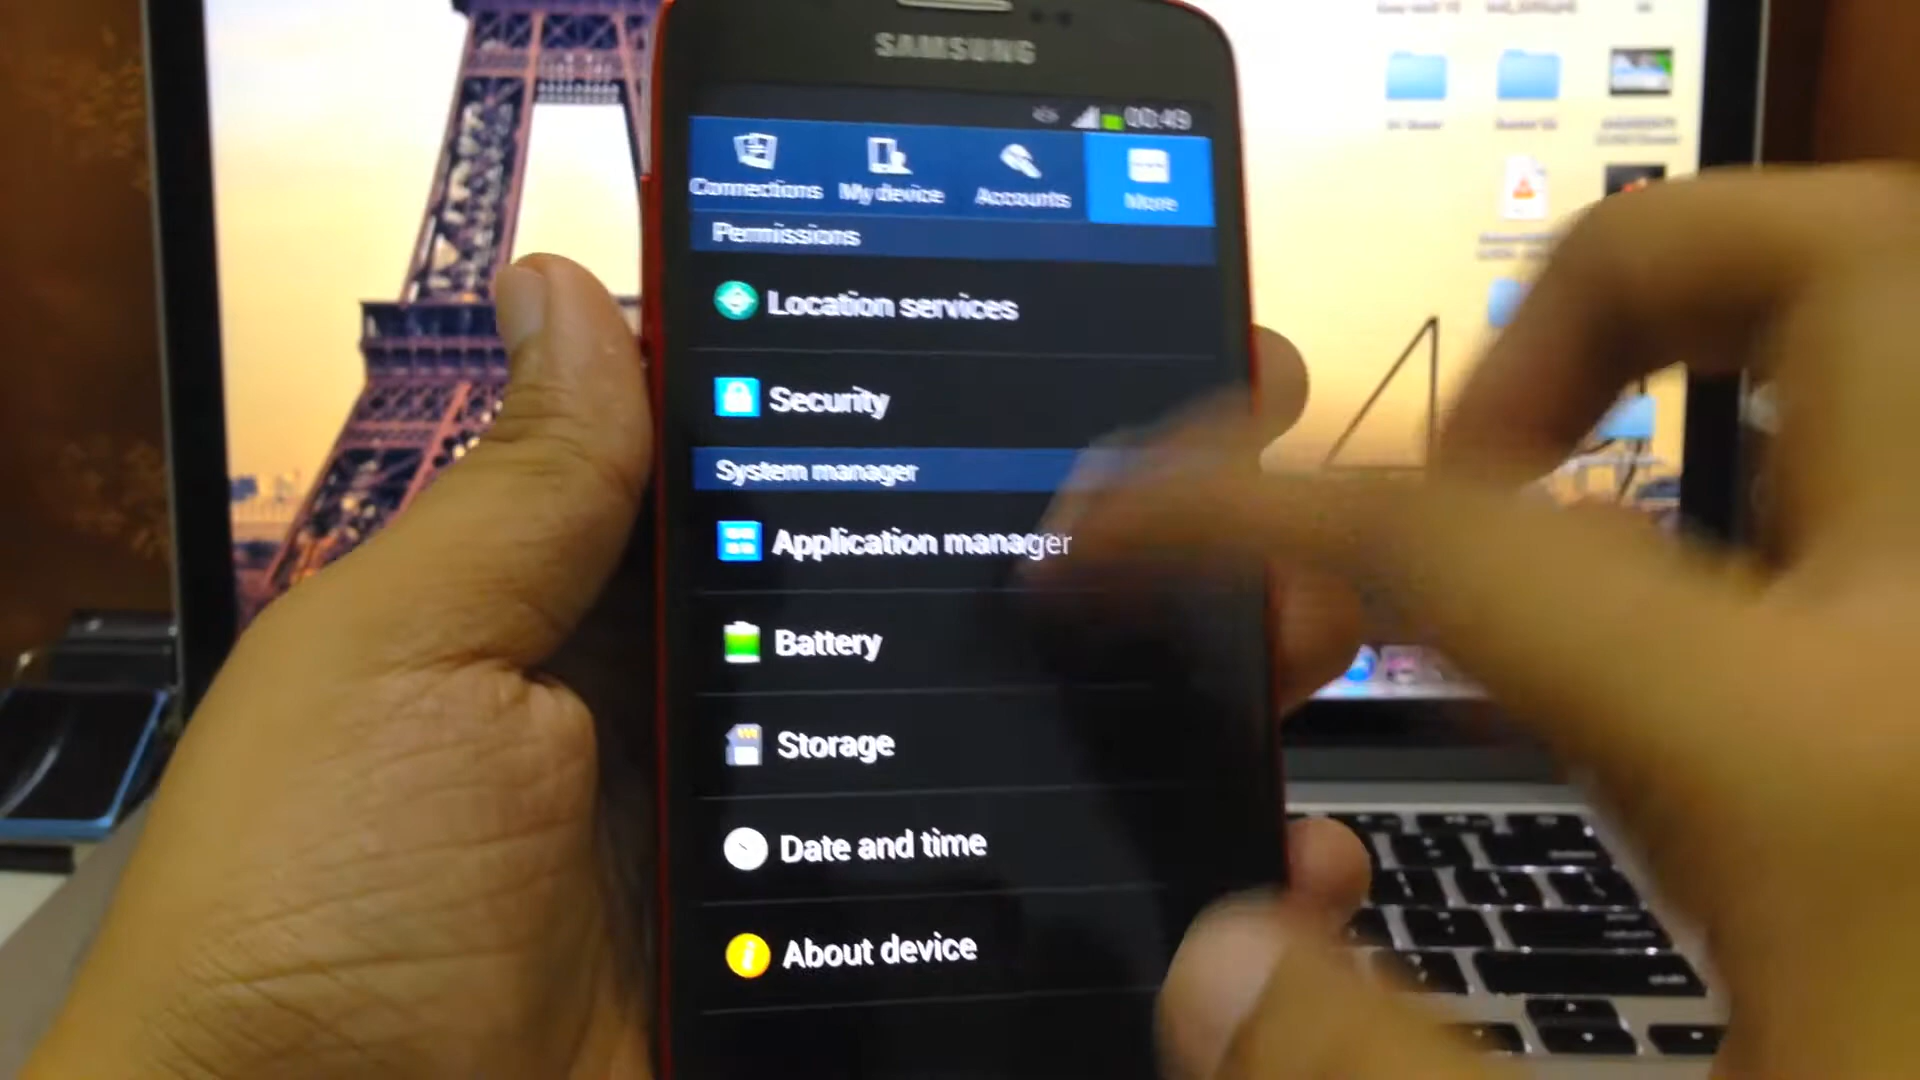 SAMSUNG
00:49
Connections
My device
Accounts
More
Permissions
Location services
Security
System manager
Application manager
Battery
Storage
Date and time
About device